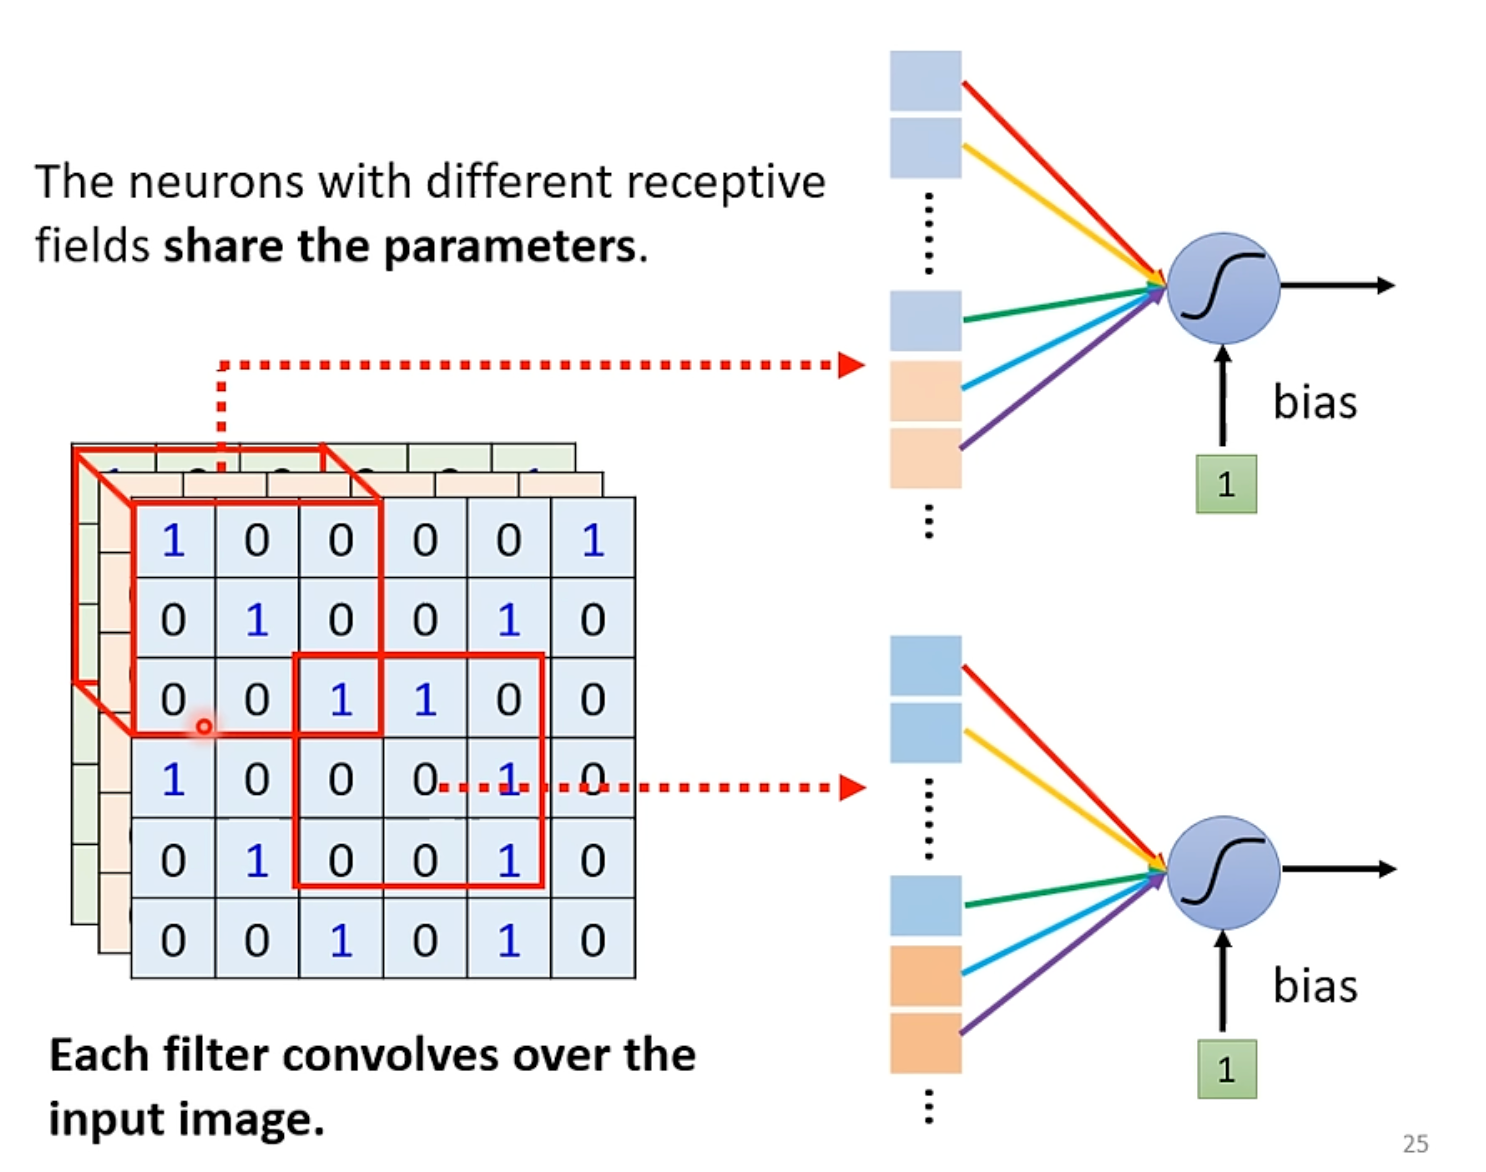 The neurons with different receptive
fields share the parameters.
bias
1
1 0 0 0 0 1
0 1 0 0 1 0
0 0 1 1 0 0
1 0 0 0 1 0
0 1 0 0 1 0
0 0 1 0 1 0
bias
1
Each filter convolves over the
input image.
25